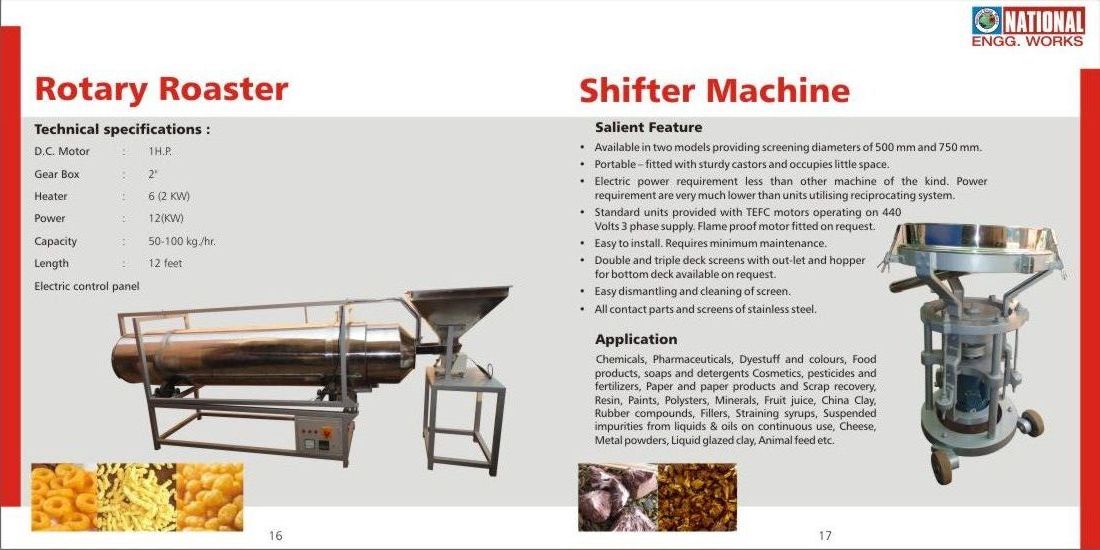 NATIONAL
ENGG. WORKS
Rotary Roaster
Technical specifications :
D.C. Motor : 1H.P.
Gear Box : 2"
Heater : 6 (2 KW)
Power : 12(KW)
Capacity : 50-100 kg./hr.
Length : 12 feet
Electric control panel
16
Shifter Machine
Salient Feature
• Available in two models providing screening diameters of 500 mm and 750 mm.
• Portable – fitted with sturdy castors and occupies little space.
• Electric power requirement less than other machine of the kind. Power
requirement are very much lower than units utilising reciprocating system.
• Standard units provided with TEFC motors operating on 440
Volts 3 phase supply. Flame proof motor fitted on request.
• Easy to install. Requires minimum maintenance.
• Double and triple deck screens with out-let and hopper
for bottom deck available on request.
• Easy dismantling and cleaning of screen.
• All contact parts and screens of stainless steel.
Application
Chemicals, Pharmaceuticals, Dyestuff and colours, Food
products, soaps and detergents Cosmetics, pesticides and
fertilizers, Paper and paper products and Scrap recovery,
Resin, Paints, Polysters, Minerals, Fruit juice, China Clay,
Rubber compounds, Fillers, Straining syrups, Suspended
impurities from liquids & oils on continuous use, Cheese,
Metal powders, Liquid glazed clay, Animal feed etc.
17